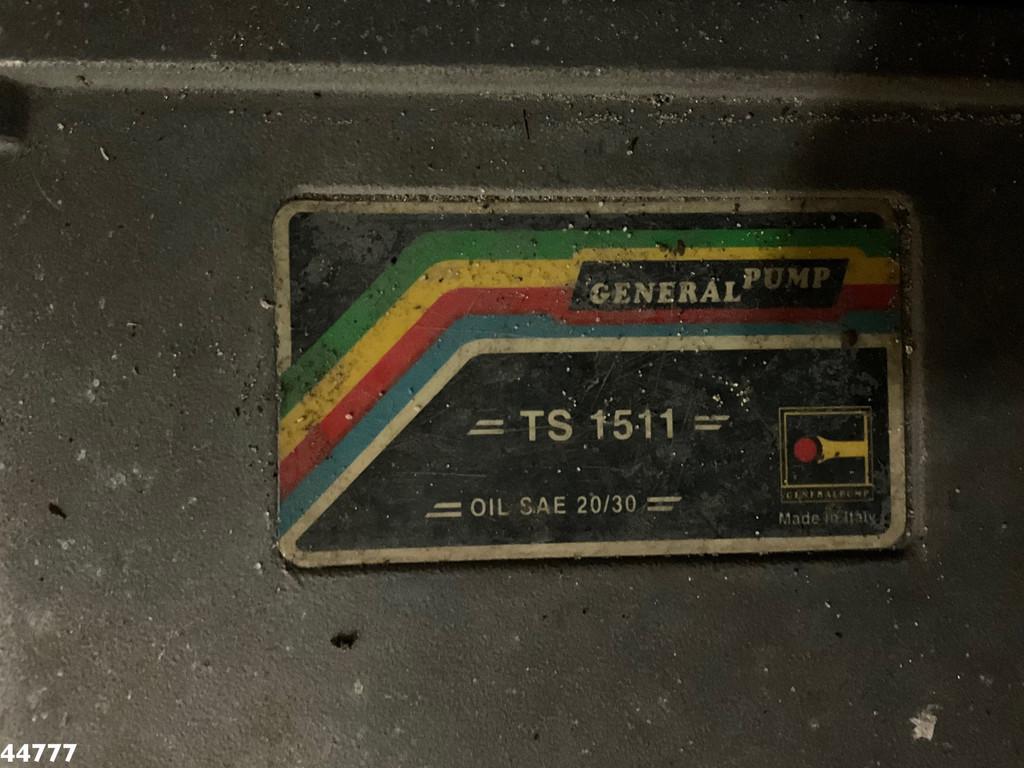 GENERAL PUMP
TS 1511
OIL SAE 20/30
GENERALPUMP
Made in Italy
44777